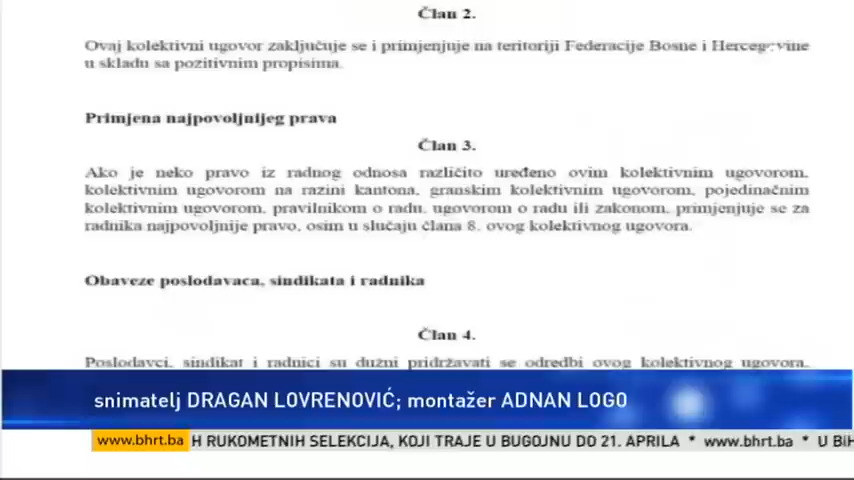 Član 2.
Ovaj kolektivni ugovor zaključuje se i primjenjuje na teritoriji Federacije Bosne i Hercegovine
u skladu sa pozitivnim propisima.
Primjena najpovoljnijeg prava
Član 3.
Ako je neko pravo iz radnog odnosa različito uređeno ovim kolektivnim ugovorom,
kolektivnim ugovorom na razini kantona, granskim kolektivnim ugovorom, pojedinačnim
kolektivnim ugovorom, pravilnikom o radu, ugovorom o radu ili zakonom, primjenjuje se za
radnika najpovoljnije pravo, osim u slučaju člana 8. ovog kolektivnog ugovora.
Obaveze poslodavaca, sindikata i radnika
Član 4.
Poslodavci, sindikat i radnici su dužni pridržavati se odredbi ovog kolektivnog ugovora.
snimatelj DRAGAN LOVRENOVIĆ; montažer ADNAN LOGO
www.bhrt.ba H RUKOMETNIH SELEKCIJA, KOJI TRAJE U BUGOJNU DO 21. APRILA * www.bhrt.ba * U BiH